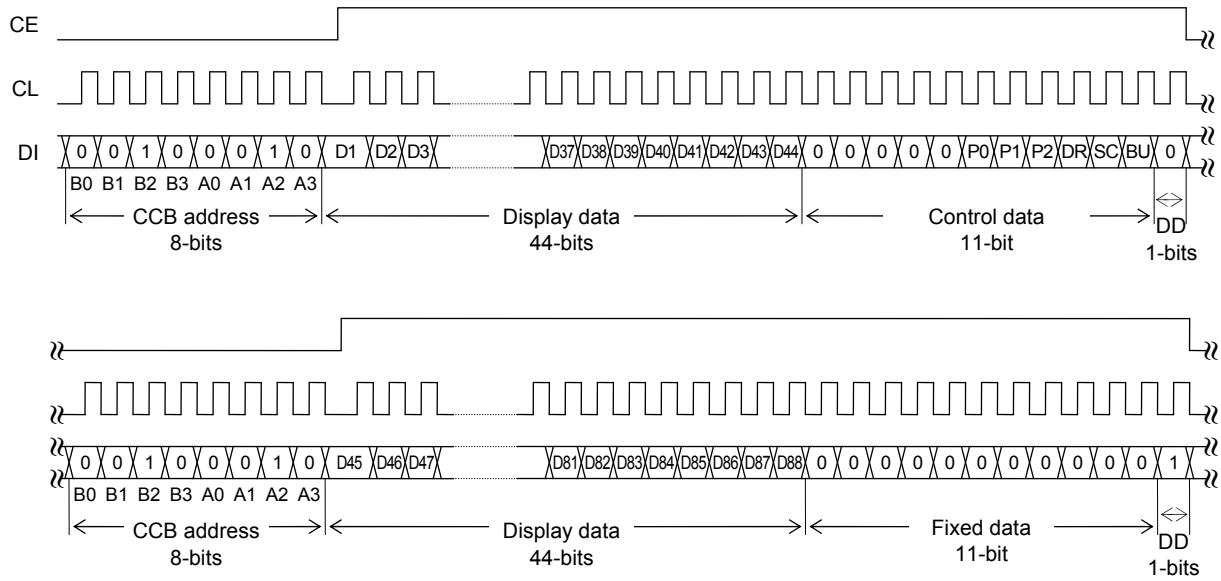 CE
CL
DI 0 0 1 0 0 0 1 0 D1 D2 D3 D37 D38 D39 D40 D41 D42 D43 D44 0 0 0 0 0 P0 P1 P2 DR SC BU 0
B0 B1 B2 B3 A0 A1 A2 A3
CCB address Display data Control data DD
8-bits 44-bits 11-bit 1-bits
0 0 1 0 0 0 1 0 D45 D46 D47 D81 D82 D83 D84 D85 D86 D87 D88 0 0 0 0 0 0 0 0 0 0 0 1
B0 B1 B2 B3 A0 A1 A2 A3
CCB address Display data Fixed data DD
8-bits 44-bits 11-bit 1-bits